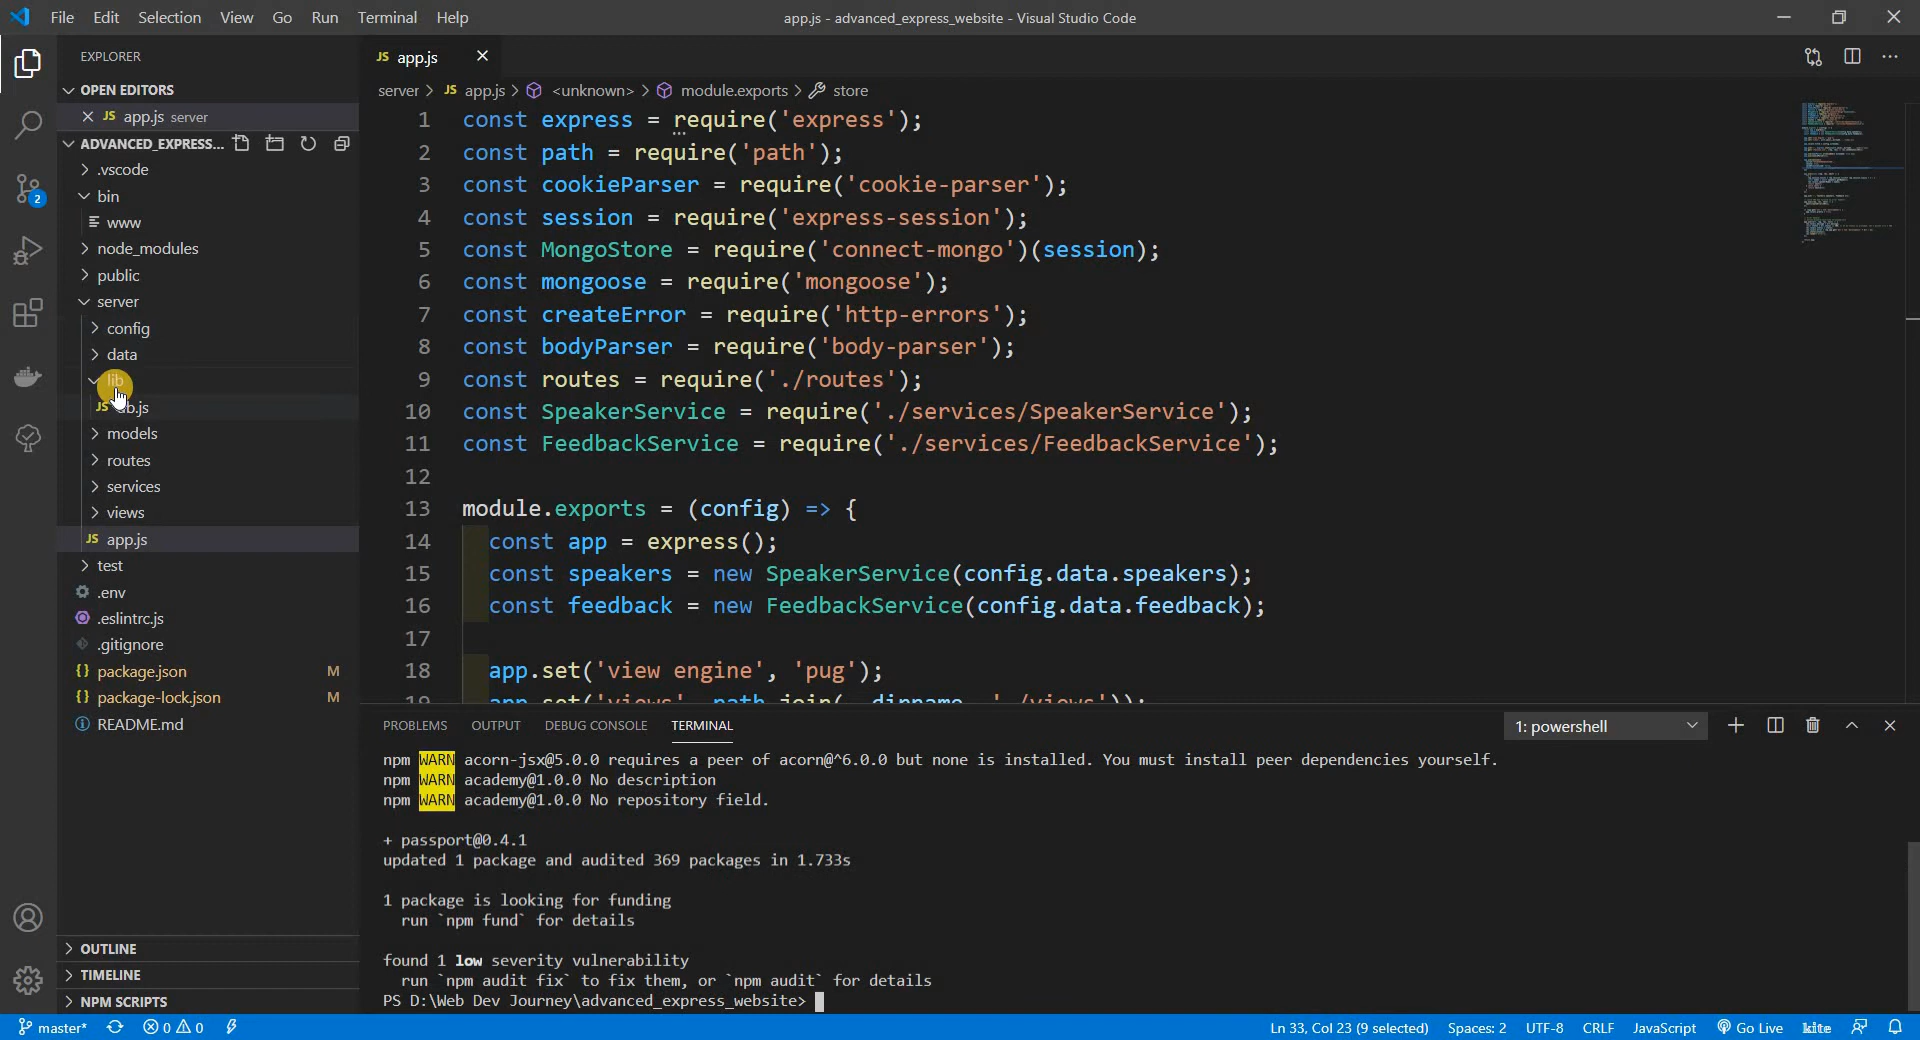 File Edit Selection View Go Run Terminal Help
app.js - advanced_express_website - Visual Studio Code
EXPLORER
OPEN EDITORS
JS app.js server
ADVANCED_EXPRESS...
.vscode
bin
www
node_modules
public
server
config
data
lib
JS
models
routes
services
views
JS app.js
test
.env
.eslintrc.js
.gitignore
{} package.json M
{} package-lock.json M
README.md
OUTLINE
TIMELINE
NPM SCRIPTS
2
JS app.js
server > JS app.js > <unknown> > module.exports > store
1 const express = require('express');
2 const path = require('path');
3 const cookieParser = require('cookie-parser');
4 const session = require('express-session');
5 const MongoStore = require('connect-mongo')(session);
6 const mongoose = require('mongoose');
7 const createError = require('http-errors');
8 const bodyParser = require('body-parser');
9 const routes = require('./routes');
10 const SpeakerService = require('./services/SpeakerService');
11 const FeedbackService = require('./services/FeedbackService');
12
13 module.exports = (config) => {
14 const app = express();
15 const speakers = new SpeakerService(config.data.speakers);
16 const feedback = new FeedbackService(config.data.feedback);
17
18 app.set('view engine', 'pug');
19 app.set('views', path.join(__dirname, './views'));
PROBLEMS OUTPUT DEBUG CONSOLE TERMINAL
1: powershell
npm WARN acorn-jsx@5.0.0 requires a peer of acorn@^6.0.0 but none is installed. You must install peer dependencies yourself.
npm WARN academy@1.0.0 No description
npm WARN academy@1.0.0 No repository field.
+ passport@0.4.1
updated 1 package and audited 369 packages in 1.733s
1 package is looking for funding
run `npm fund` for details
found 1 low severity vulnerability
run `npm audit fix` to fix them, or `npm audit` for details
PS D:\Web Dev Journey\advanced_express_website>
master* 0 0
Ln 33, Col 23 (9 selected) Spaces: 2 UTF-8 CRLF JavaScript Go Live kite